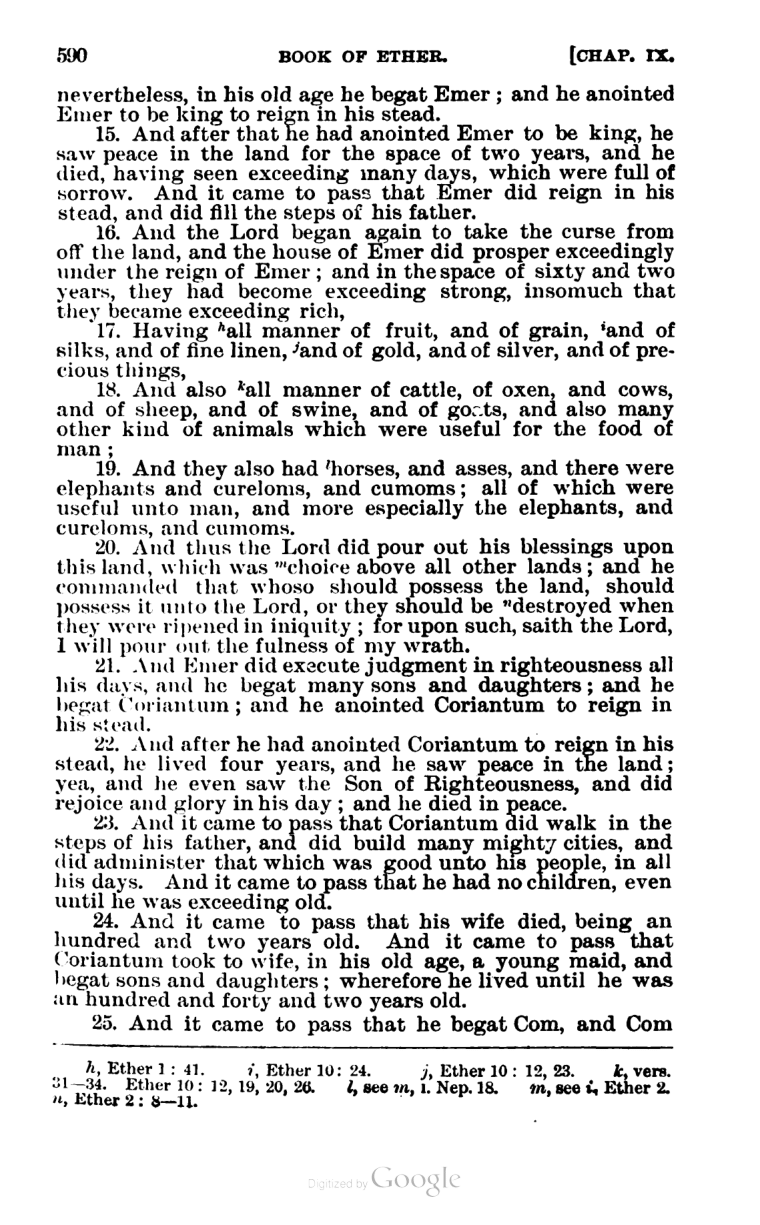 590 BOOK OF ETHER. [CHAP. IX.
nevertheless, in his old age he begat Emer ; and he anointed
Emer to be king to reign in his stead.
15. And after that he had anointed Emer to be king, he
saw peace in the land for the space of two years, and he
died, having seen exceeding many days, which were full of
sorrow. And it came to pass that Emer did reign in his
stead, and did fill the steps of his father.
16. And the Lord began again to take the curse from
off the land, and the house of Emer did prosper exceedingly
under the reign of Emer ; and in the space of sixty and two
years, they had become exceeding strong, insomuch that
they became exceeding rich,
17. Having ʰall manner of fruit, and of grain, ⁱand of
silks, and of fine linen, ʲand of gold, and of silver, and of pre-
cious things,
18. And also ᵏall manner of cattle, of oxen, and cows,
and of sheep, and of swine, and of goats, and also many
other kind of animals which were useful for the food of
man ;
19. And they also had ˡhorses, and asses, and there were
elephants and cureloms, and cumoms ; all of which were
useful unto man, and more especially the elephants, and
cureloms, and cumoms.
20. And thus the Lord did pour out his blessings upon
this land, which was ᵐchoice above all other lands ; and he
commanded that whoso should possess the land, should
possess it unto the Lord, or they should be ⁿdestroyed when
they were ripened in iniquity ; for upon such, saith the Lord,
I will pour out the fulness of my wrath.
21. And Emer did execute judgment in righteousness all
his days, and he begat many sons and daughters ; and he
begat Coriantum ; and he anointed Coriantum to reign in
his stead.
22. And after he had anointed Coriantum to reign in his
stead, he lived four years, and he saw peace in the land ;
yea, and he even saw the Son of Righteousness, and did
rejoice and glory in his day ; and he died in peace.
23. And it came to pass that Coriantum did walk in the
steps of his father, and did build many mighty cities, and
did administer that which was good unto his people, in all
his days. And it came to pass that he had no children, even
until he was exceeding old.
24. And it came to pass that his wife died, being an
hundred and two years old. And it came to pass that
Coriantum took to wife, in his old age, a young maid, and
begat sons and daughters ; wherefore he lived until he was
an hundred and forty and two years old.
25. And it came to pass that he begat Com, and Com
h, Ether 1 : 41. i, Ether 10 : 24. j, Ether 10 : 12, 23. k, vers.
31—34. Ether 10 : 12, 19, 20, 26. l, see m, 1. Nep. 18. m, see i, Ether 2.
n, Ether 2 : 8—11.
Digitized by Google